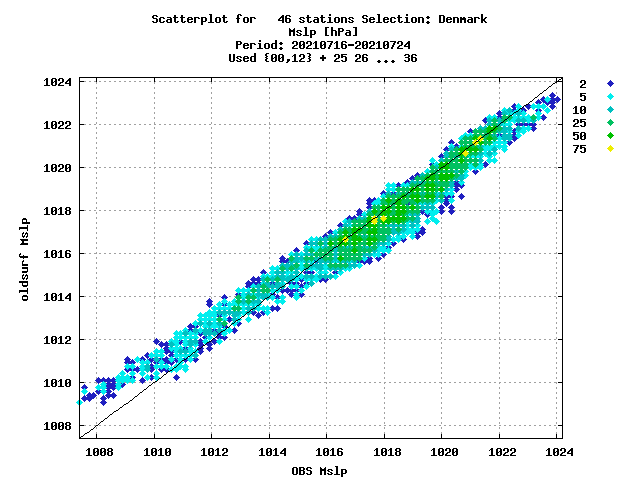 Scatterplot for   46 stations Selection: Denmark
Mslp [hPa]
Period: 20210716-20210724
Used {00,12} + 25 26 ... 36
1024
1022
1020
1018
1016
1014
1012
1010
1008
oldsurf Mslp
2
5
10
25
50
75
1008 1010 1012 1014 1016 1018 1020 1022 1024
OBS Mslp